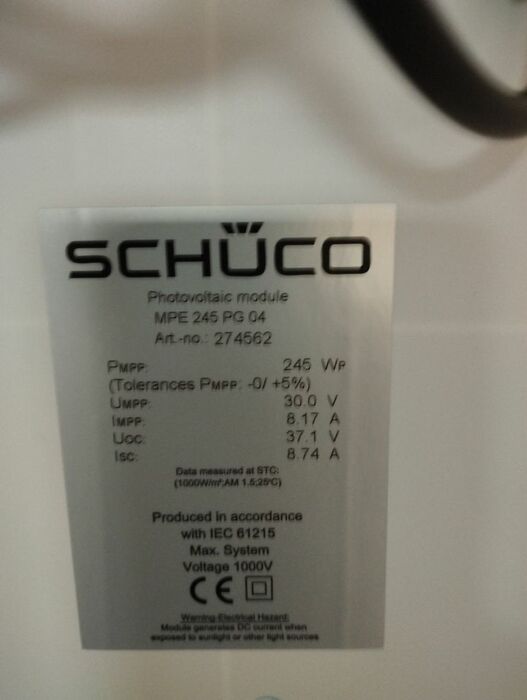 SCHÜCO
Photovoltaic module
MPE 245 PG 04
Art.-no.: 274562
PMPP: 245 WP
(Tolerances PMPP: -0/ +5%)
UMPP: 30.0 V
IMPP: 8.17 A
Uoc: 37.1 V
Isc: 8.74 A
Data measured at STC:
(1000W/m²;AM 1.5;25°C)
Produced in accordance
with IEC 61215
Max. System
Voltage 1000V
CE
Warning-Electrical Hazard:
Module generates DC current when
exposed to sunlight or other light sources